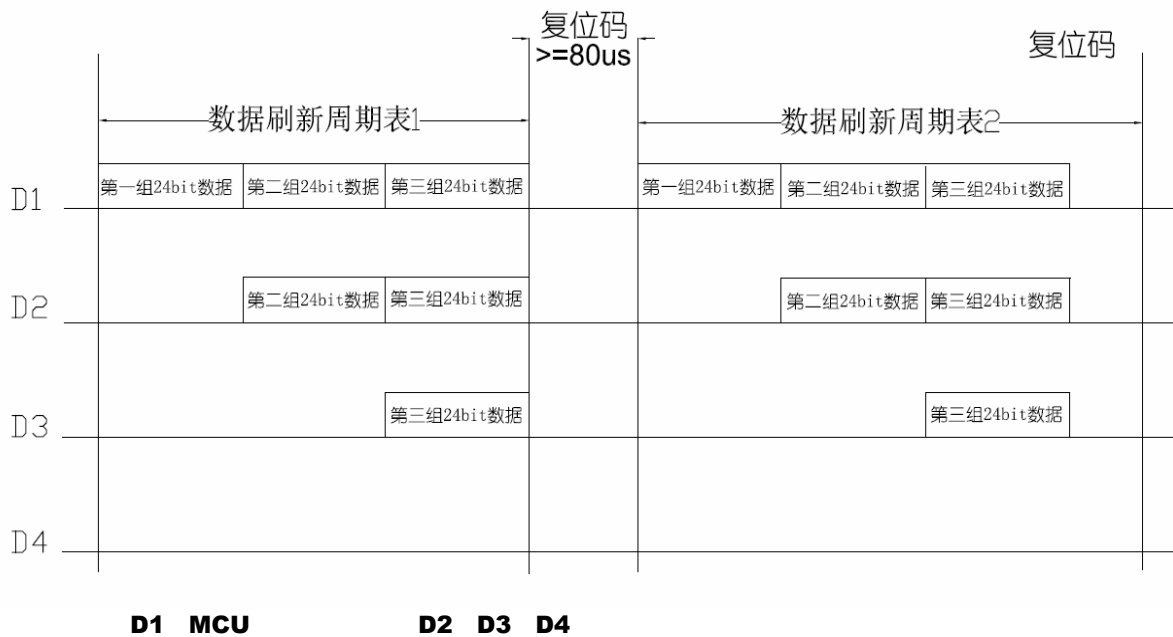 复位码
>=80us
复位码
数据刷新周期表1
数据刷新周期表2
D1
第一组24bit数据 第二组24bit数据 第三组24bit数据 第一组24bit数据 第二组24bit数据 第三组24bit数据
D2
第二组24bit数据 第三组24bit数据 第二组24bit数据 第三组24bit数据
D3
第三组24bit数据 第三组24bit数据
D4
D1 MCU D2 D3 D4